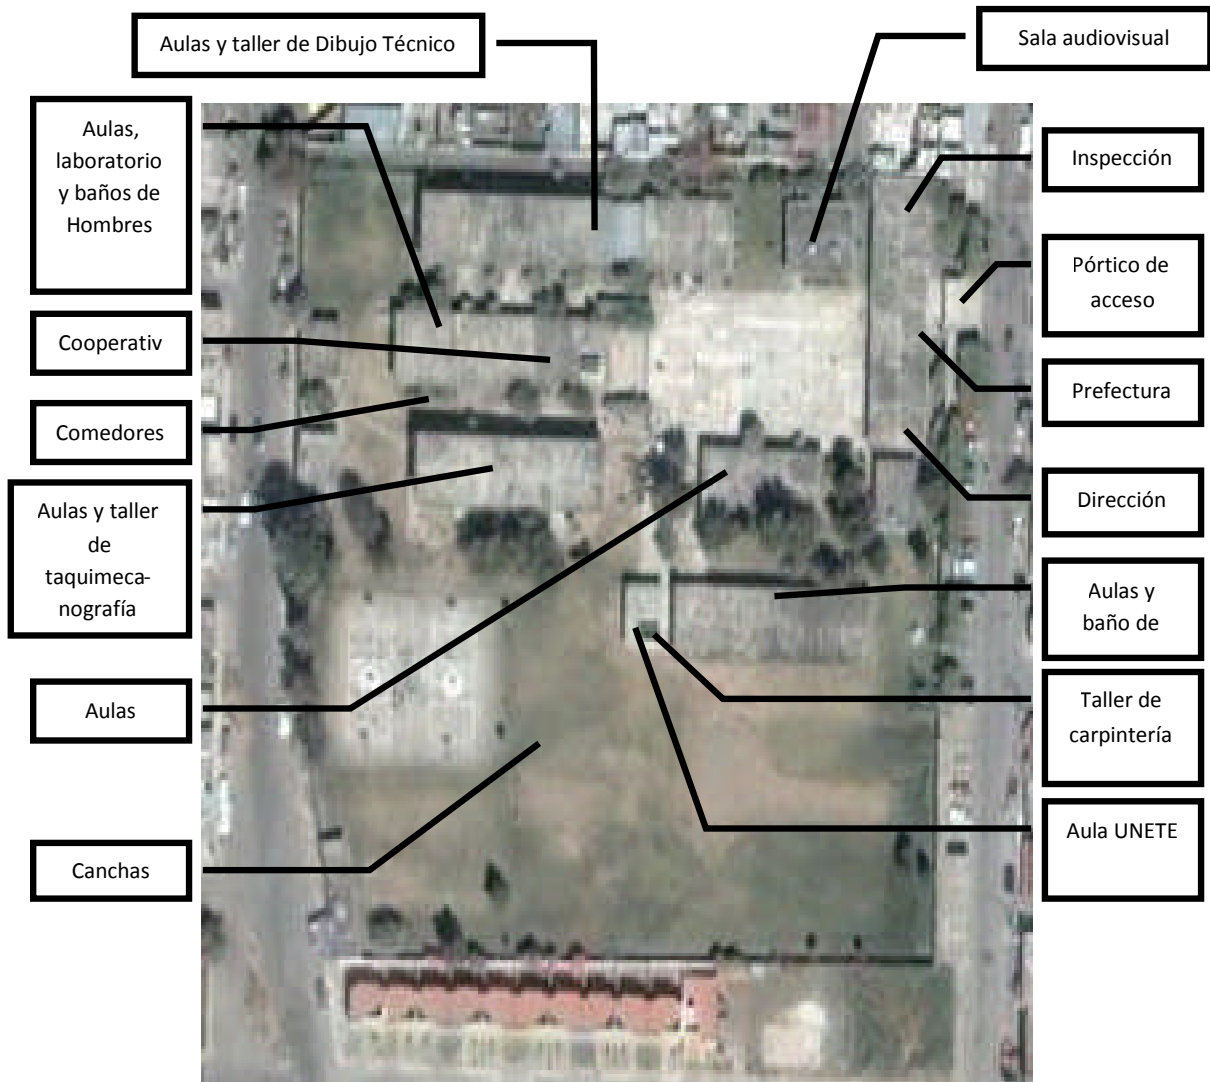 Aulas y taller de Dibujo Técnico
Sala audiovisual
Aulas,
laboratorio
y baños de
Hombres
Cooperativ
Comedores
Aulas y taller
de
taquimeca-
nografía
Aulas
Canchas
Inspección
Pórtico de
acceso
Prefectura
Dirección
Aulas y
baño de
Taller de
carpintería
Aula UNETE